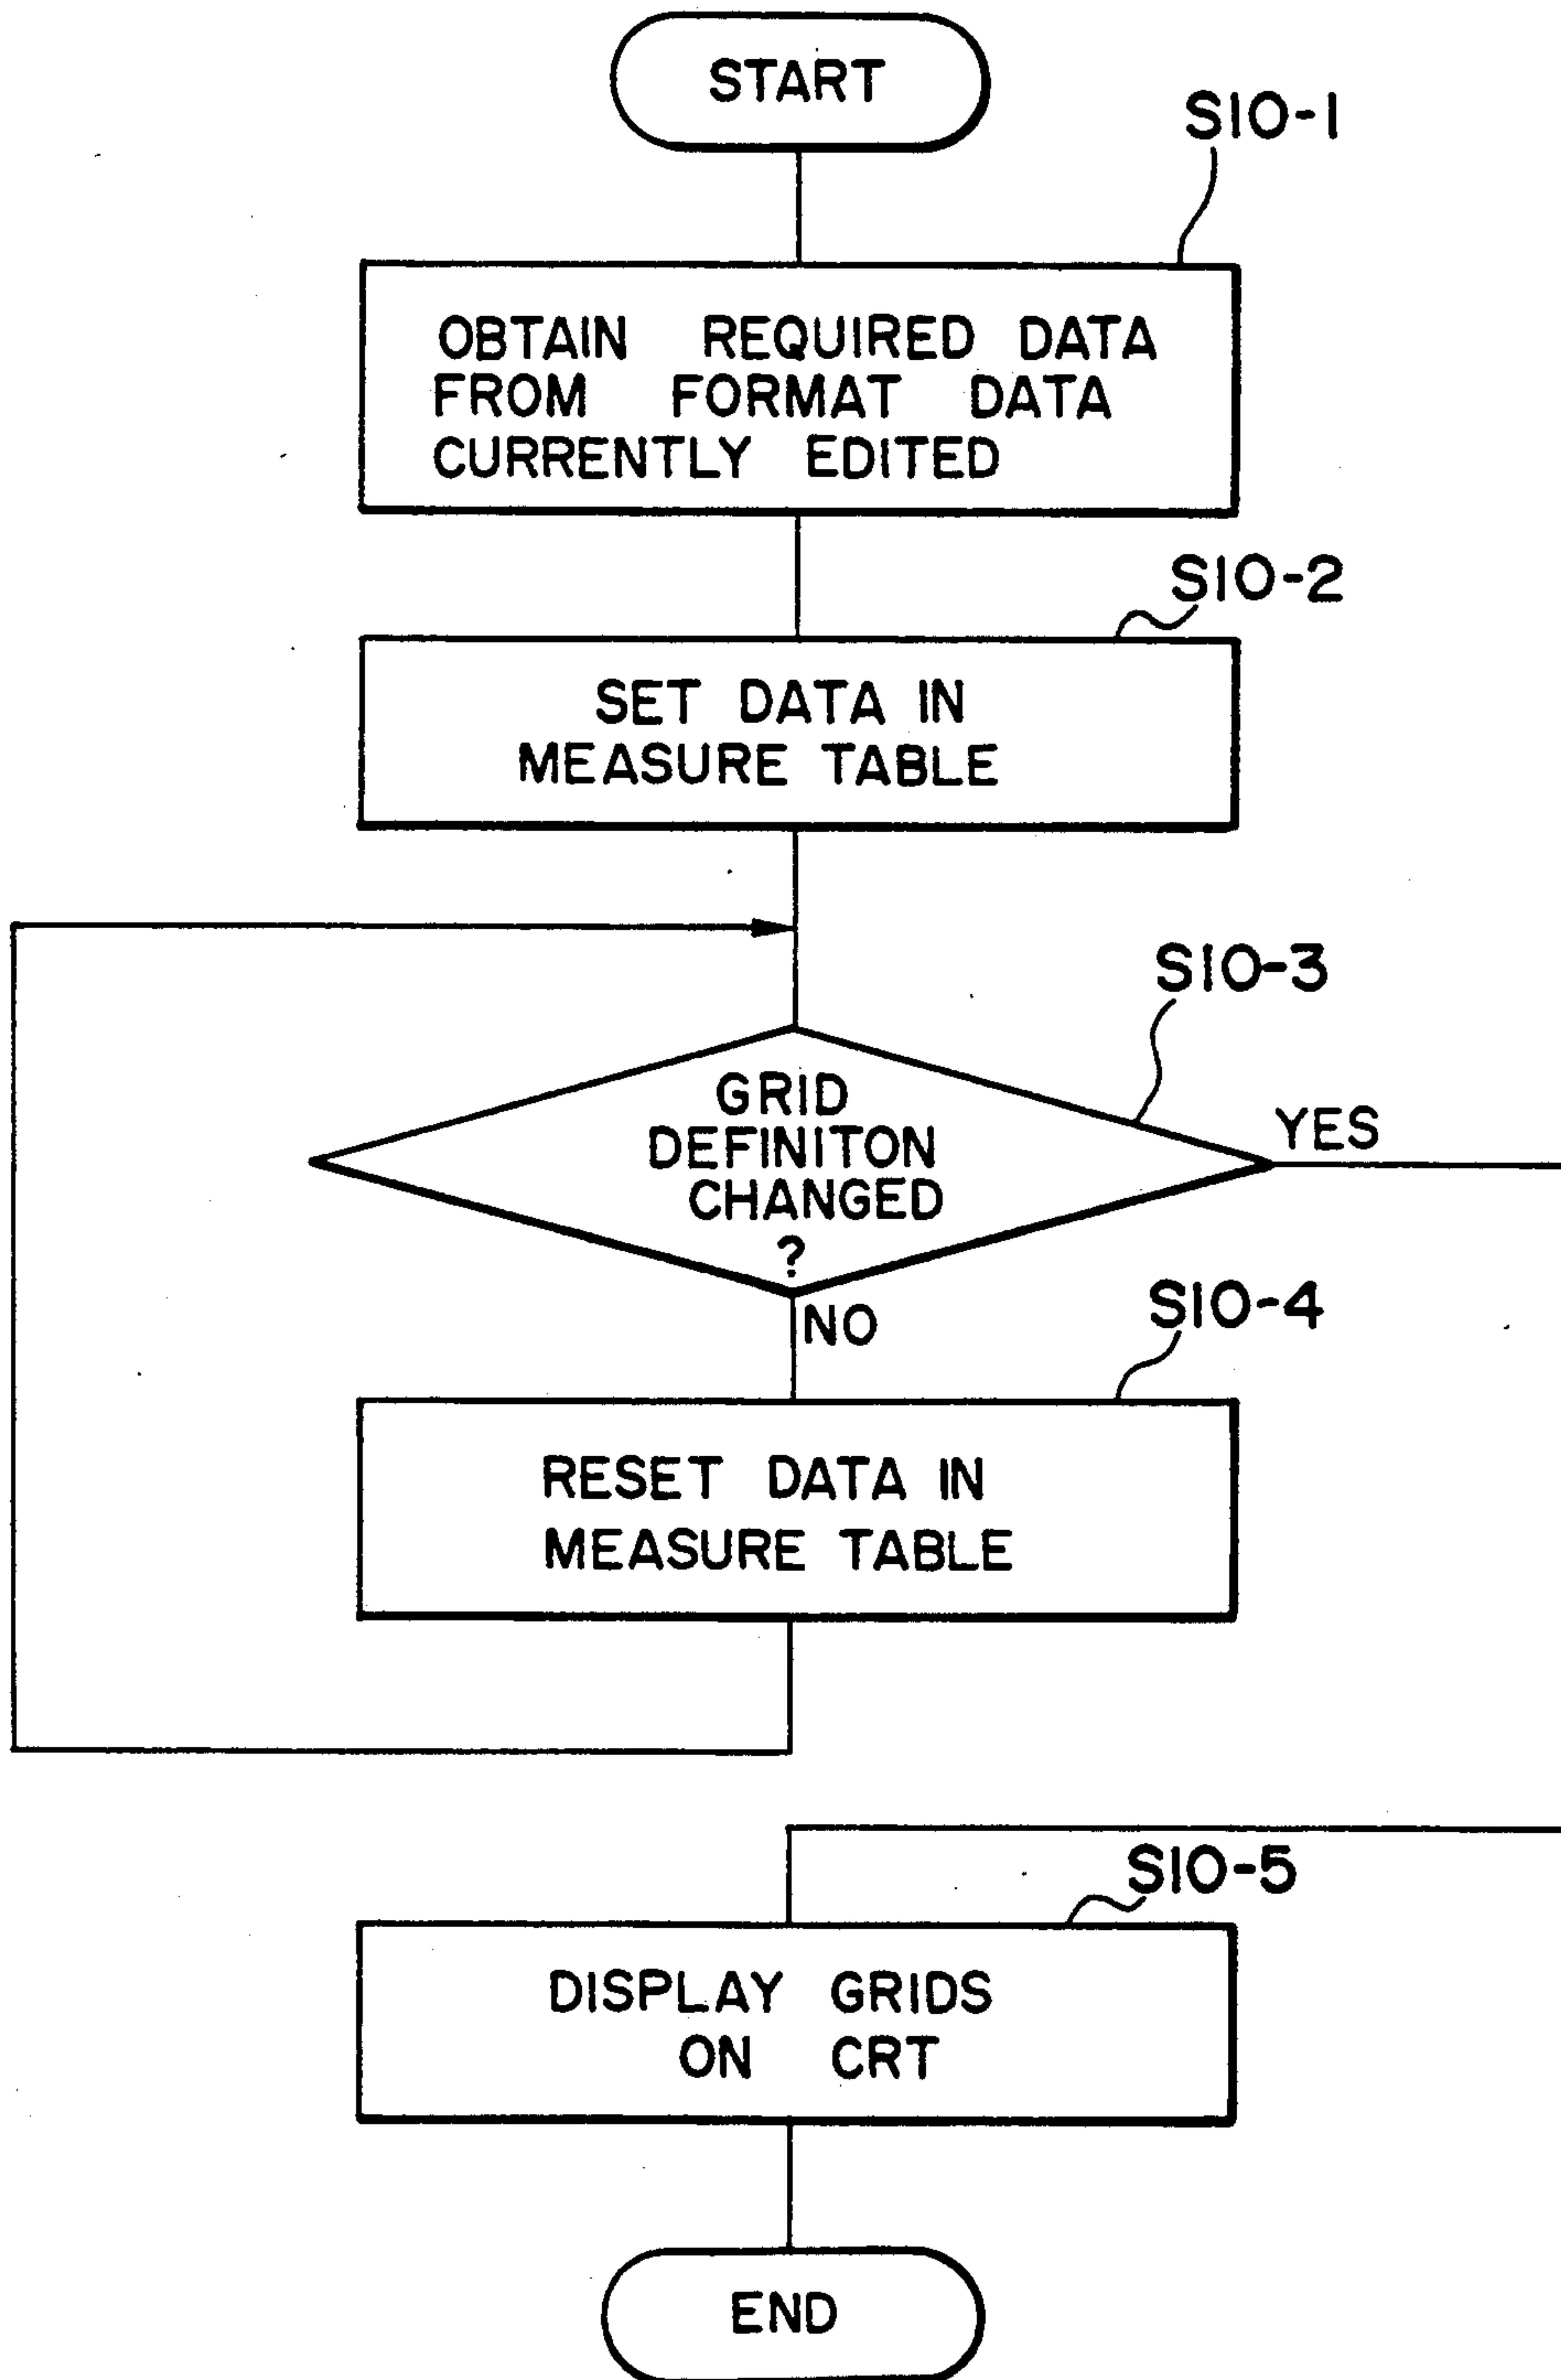 START
S10-1
OBTAIN REQUIRED DATA
FROM FORMAT DATA
CURRENTLY EDITED
S10-2
SET DATA IN
MEASURE TABLE
S10-3
GRID
DEFINITON
CHANGED
?
YES
NO
S10-4
RESET DATA IN
MEASURE TABLE
S10-5
DISPLAY GRIDS
ON CRT
END